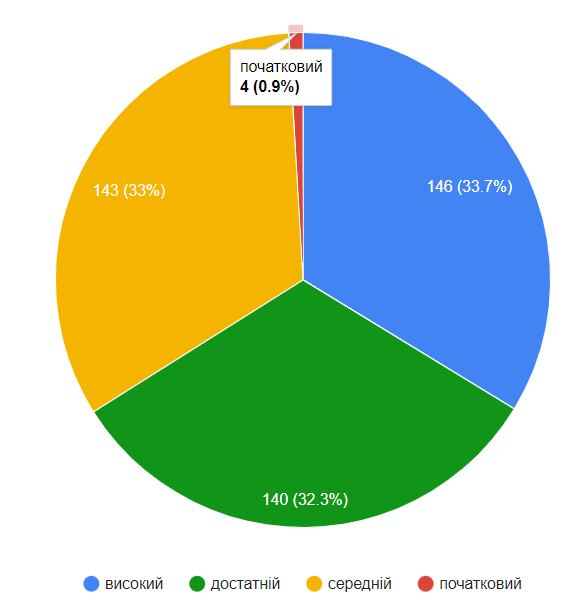 початковий
4 (0.9%)
143 (33%)
146 (33.7%)
140 (32.3%)
високий
достатній
середній
початковий